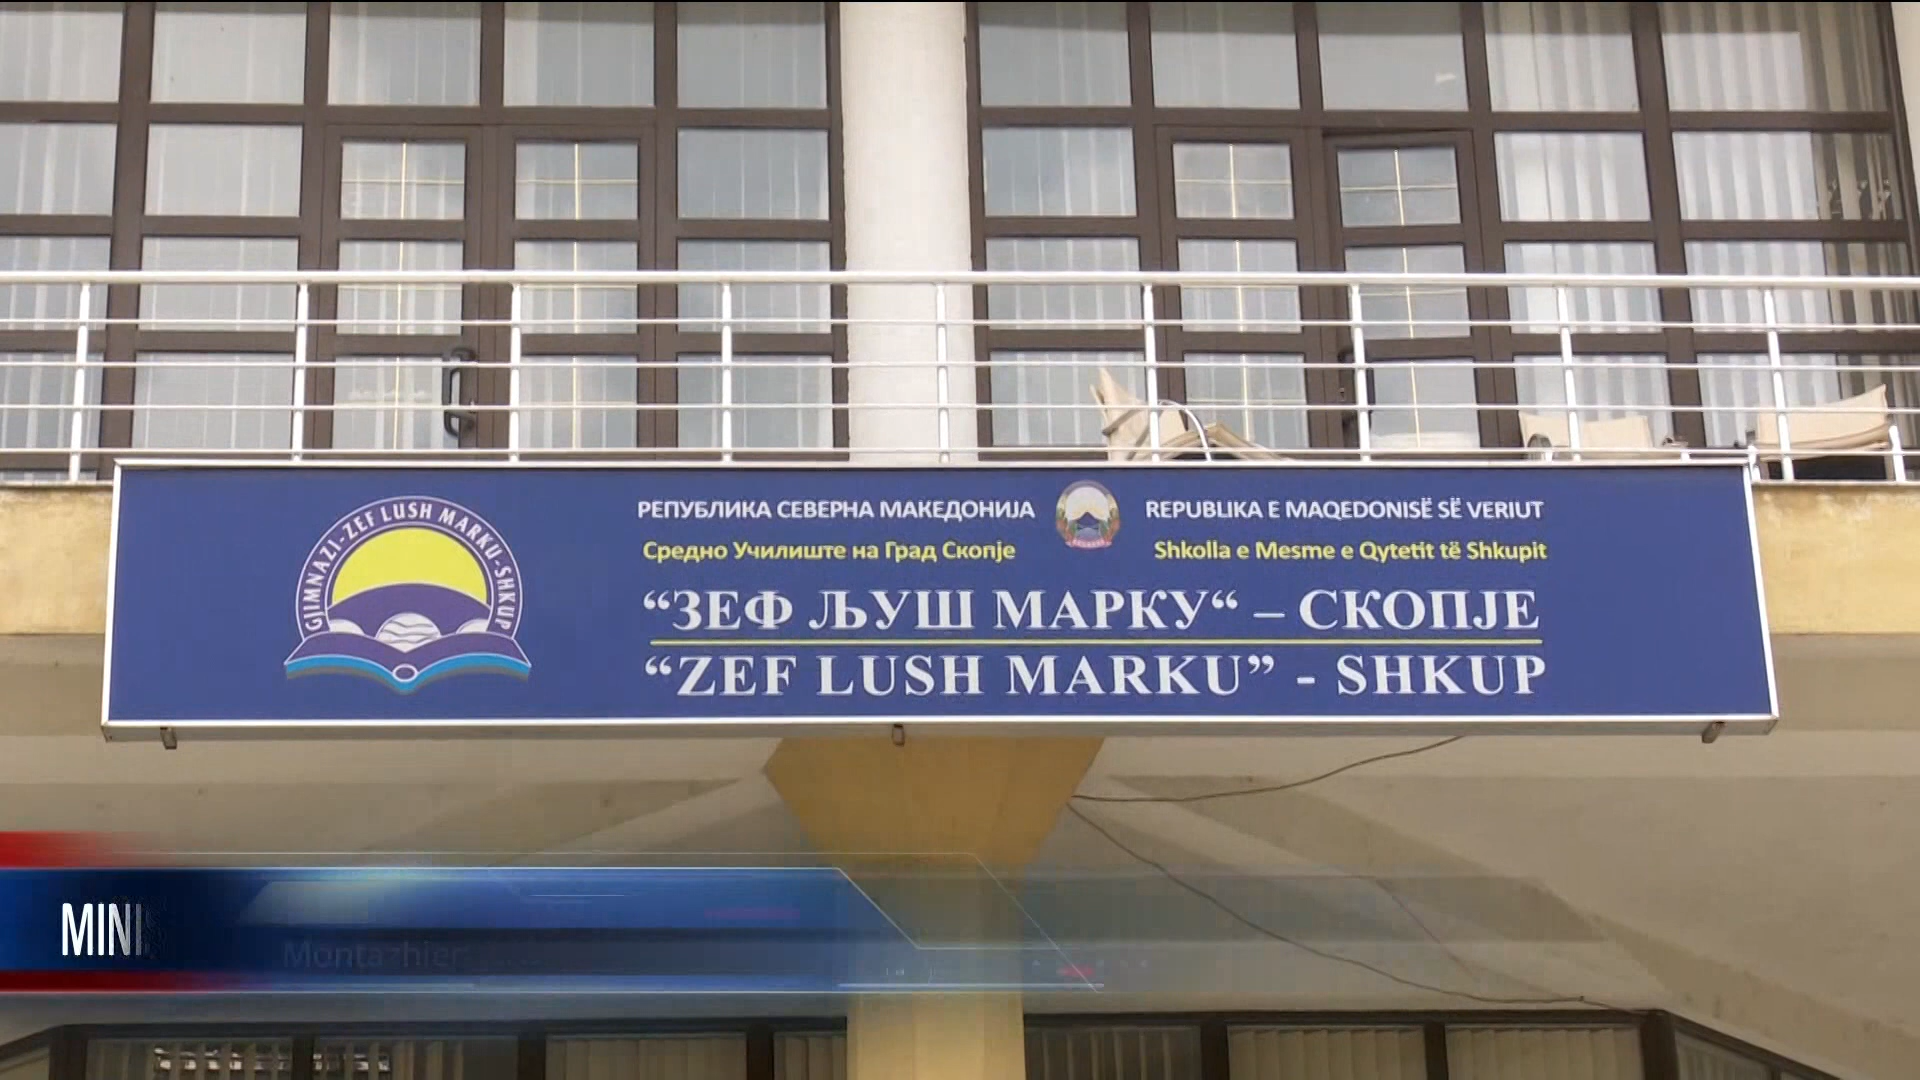 GJIMNAZI-ZEF LUSH MARKU-SHKUP
РЕПУБЛИКА СЕВЕРНА МАКЕДОНИЈА
REPUBLIKA E MAQEDONISË SË VERIUT
Средно Училиште на Град Скопје
Shkolla e Mesme e Qytetit të Shkupit
“ЗЕФ ЉУШ МАРКУ“ – СКОПЈЕ
“ZEF LUSH MARKU” - SHKUP
MINIS
Montazhier